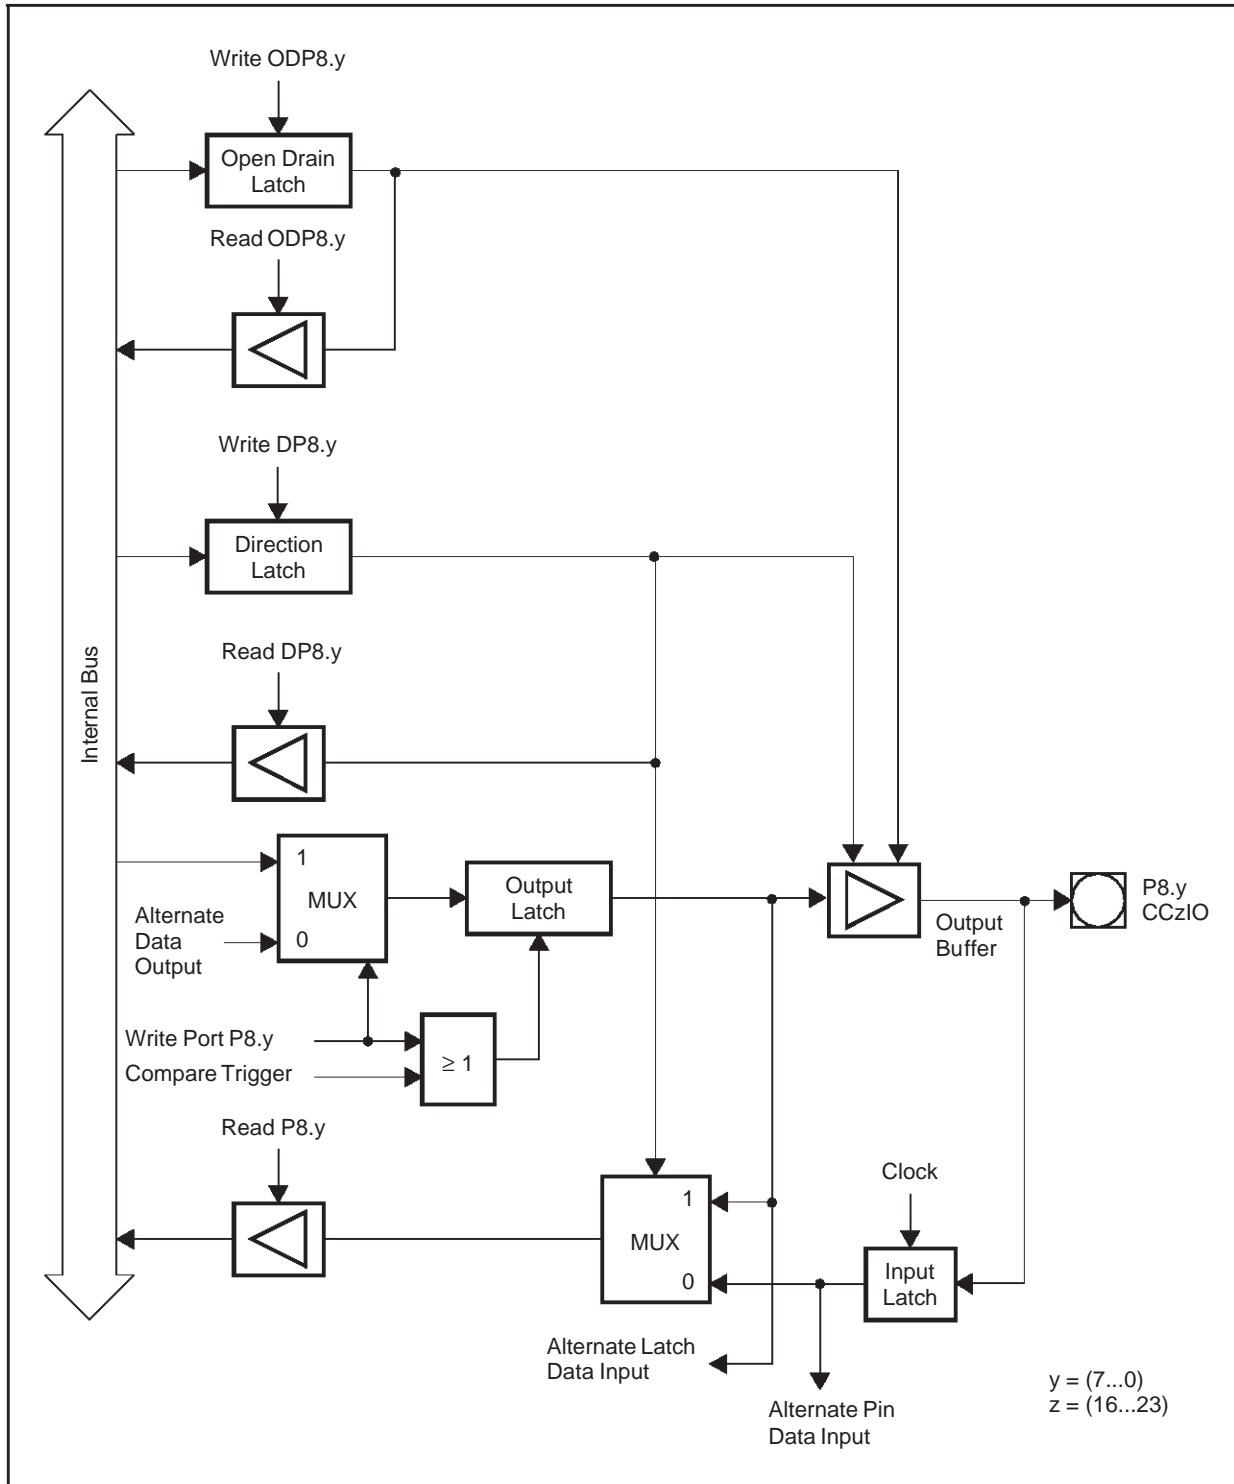 Write ODP8.y
Open Drain
Latch
Read ODP8.y
Write DP8.y
Direction
Latch
Internal Bus
Read DP8.y
1
MUX
0
Alternate
Data
Output
Output
Latch
Output
Buffer
P8.y
CCzIO
Write Port P8.y
Compare Trigger
≥ 1
Read P8.y
1
MUX
0
Clock
Input
Latch
Alternate Latch
Data Input
Alternate Pin
Data Input
y = (7...0)
z = (16...23)